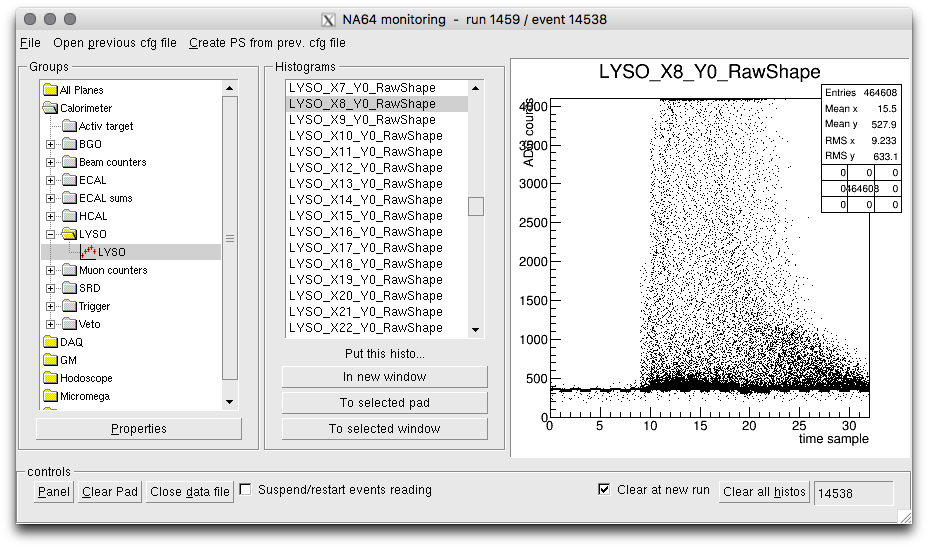 NA64 monitoring - run 1459 / event 14538
File Open previous cfg file Create PS from prev. cfg file
Groups
All Planes
Calorimeter
Activ target
BGO
Beam counters
ECAL
ECAL sums
HCAL
LYSO
LYSO
Muon counters
SRD
Trigger
Veto
DAQ
GM
Hodoscope
Micromega
Properties
Histograms
LYSO_X7_Y0_RawShape
LYSO_X8_Y0_RawShape
LYSO_X9_Y0_RawShape
LYSO_X10_Y0_RawShape
LYSO_X11_Y0_RawShape
LYSO_X12_Y0_RawShape
LYSO_X13_Y0_RawShape
LYSO_X14_Y0_RawShape
LYSO_X15_Y0_RawShape
LYSO_X16_Y0_RawShape
LYSO_X17_Y0_RawShape
LYSO_X18_Y0_RawShape
LYSO_X19_Y0_RawShape
LYSO_X20_Y0_RawShape
LYSO_X21_Y0_RawShape
LYSO_X22_Y0_RawShape
Put this histo...
In new window
To selected pad
To selected window
LYSO_X8_Y0_RawShape
Entries 464608
Mean x 15.5
Mean y 527.9
RMS x 9.233
RMS y 633.1
0 0 0
0 464608 0
0 0 0
ADC counts
4000
3500
3000
2500
2000
1500
1000
500
0
0 5 10 15 20 25 30
time sample
controls
Panel Clear Pad Close data file Suspend/restart events reading Clear at new run Clear all histos 14538